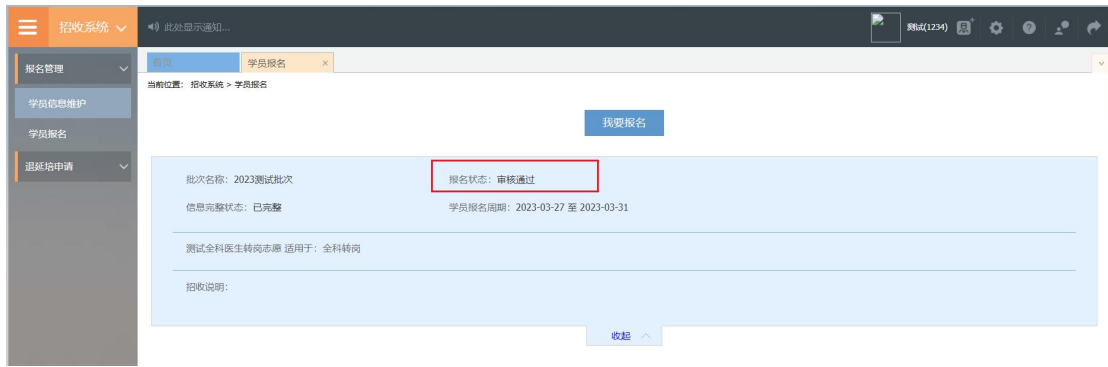 招收系统
此处显示通知...
测试(1234)
报名管理
学员信息维护
学员报名
退延培申请
首页
学员报名 ×
当前位置： 招收系统 > 学员报名
我要报名
批次名称：2023测试批次
报名状态：审核通过
信息完整状态：已完整
学员报名周期：2023-03-27 至 2023-03-31
测试全科医生转岗志愿 适用于：全科转岗
招收说明：
收起